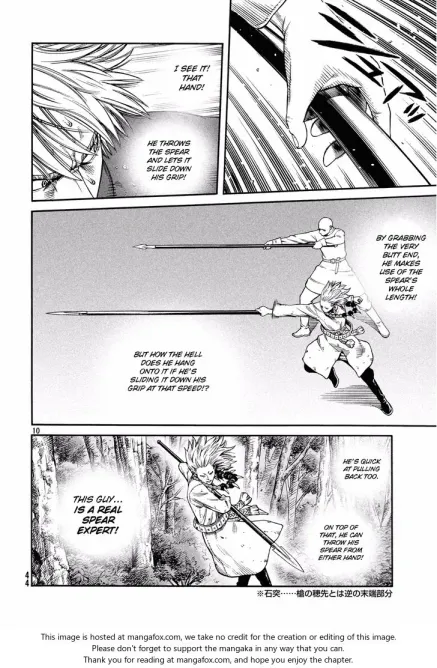 I SEE IT!
THAT
HAND!
シュアッ
HE THROWS
THE SPEAR
AND LETS IT
SLIDE DOWN
HIS GRIP!
BY GRABBING
THE VERY
BUTT END,
HE MAKES
USE OF THE
SPEAR'S
WHOLE
LENGTH!
BUT HOW THE HELL
DOES HE HANG
ONTO IT IF HE'S
SLIDING IT DOWN HIS
GRIP AT THAT SPEED!?
10
HE'S QUICK
AT PULLING
BACK TOO.
THIS GUY...
IS A REAL
SPEAR
EXPERT!
ON TOP OF
THAT, HE CAN
THROW HIS
SPEAR FROM
EITHER HAND!
44
※石突……槍の穂先とは逆の末端部分
This image is hosted at mangafox.com, we take no credit for the creation or editing of this image.
Please don't forget to support the mangaka in any way that you can.
Thank you for reading at mangafox.com, and hope you enjoy the chapter.